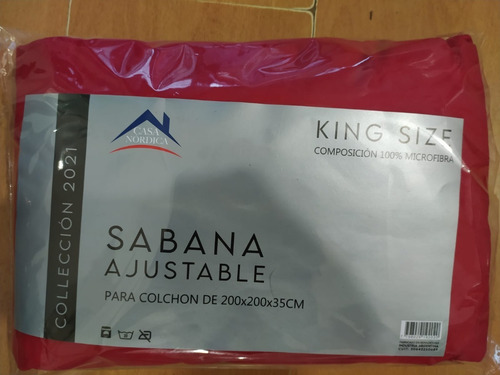 COLLECCIÓN 2021
CASA
NORDICA
KING SIZE
COMPOSICIÓN 100% MICROFIBRA
SABANA
AJUSTABLE
PARA COLCHON DE 200x200x35CM